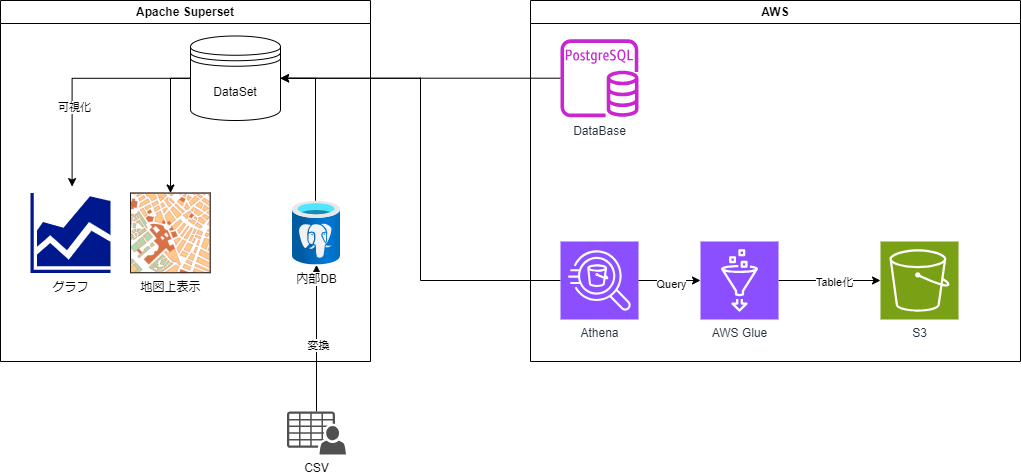 Apache Superset
AWS
PostgreSQL
DataSet
可視化
DataBase
グラフ
地図上表示
内部DB
Query
Table化
Athena
AWS Glue
S3
変換
CSV